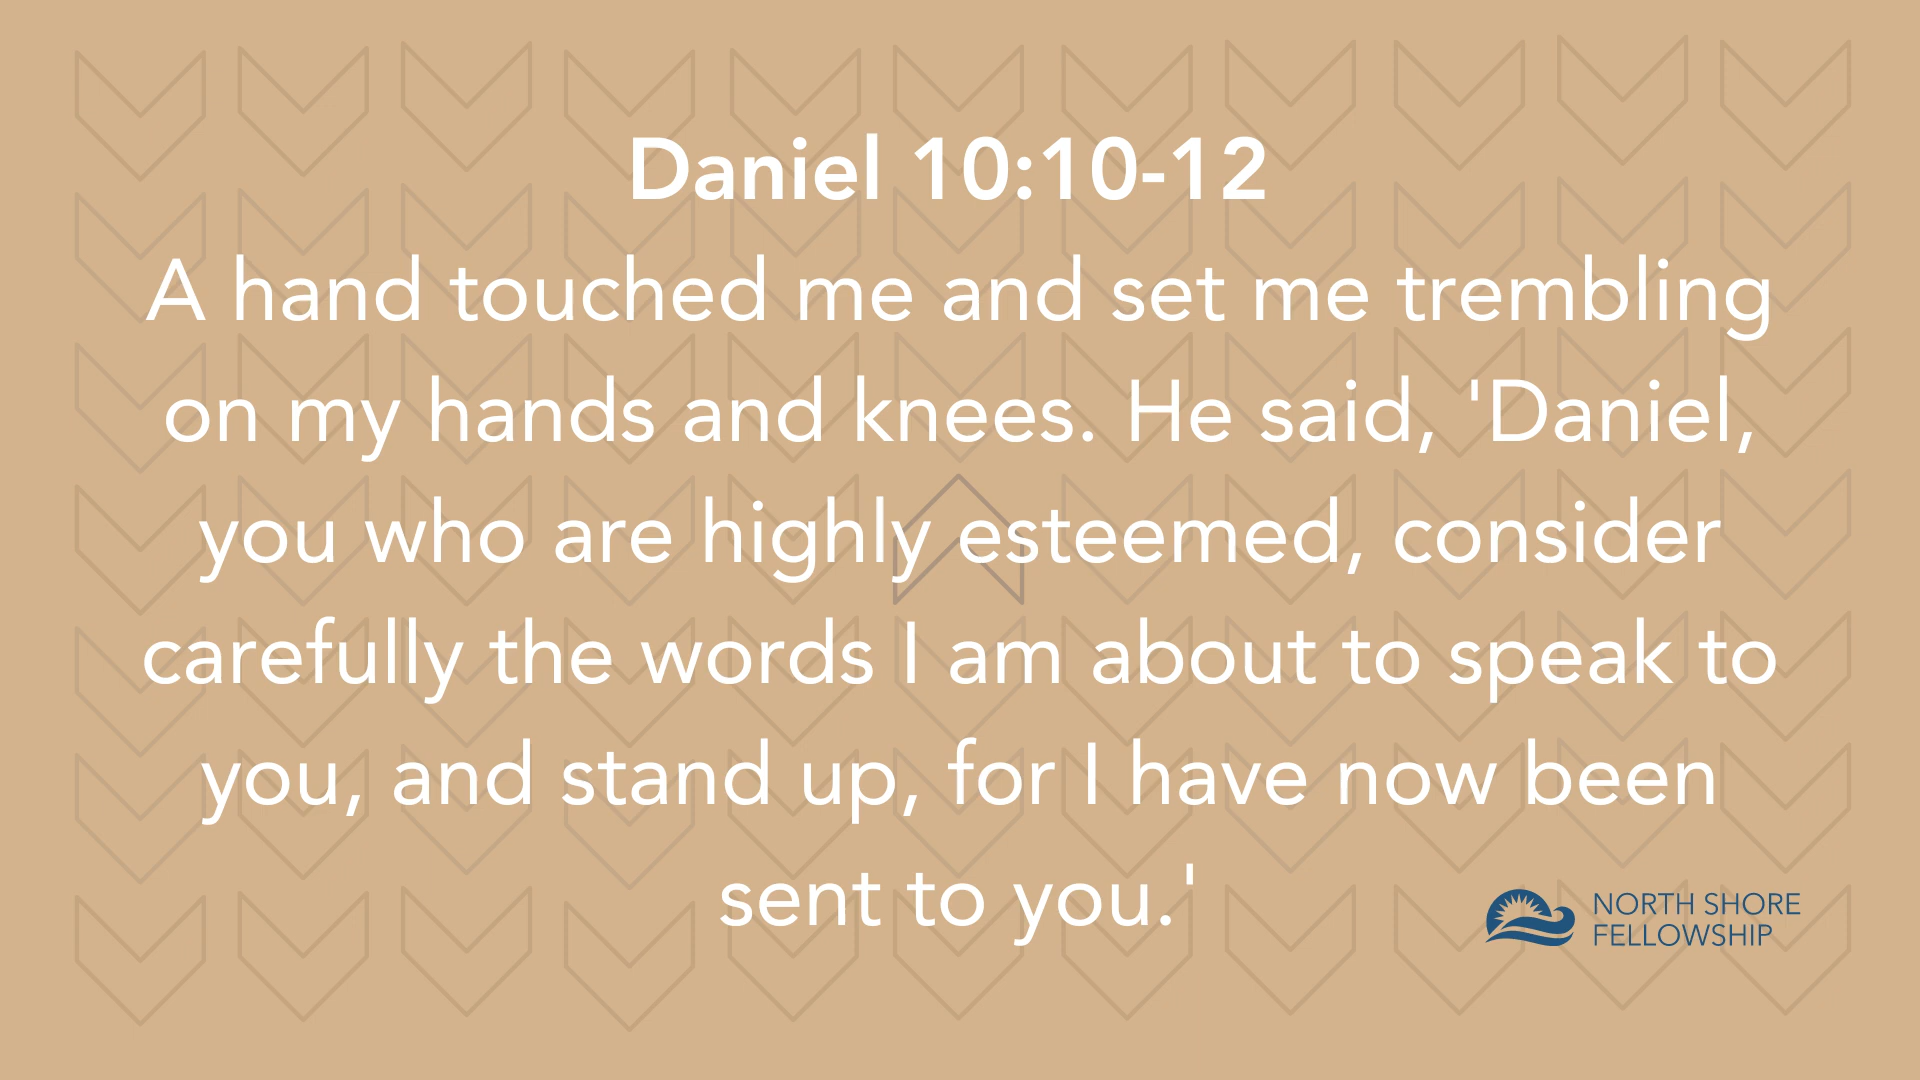 Daniel 10:10-12
A hand touched me and set me trembling
on my hands and knees. He said, 'Daniel,
you who are highly esteemed, consider
carefully the words I am about to speak to
you, and stand up, for I have now been
sent to you.'
NORTH SHORE
FELLOWSHIP